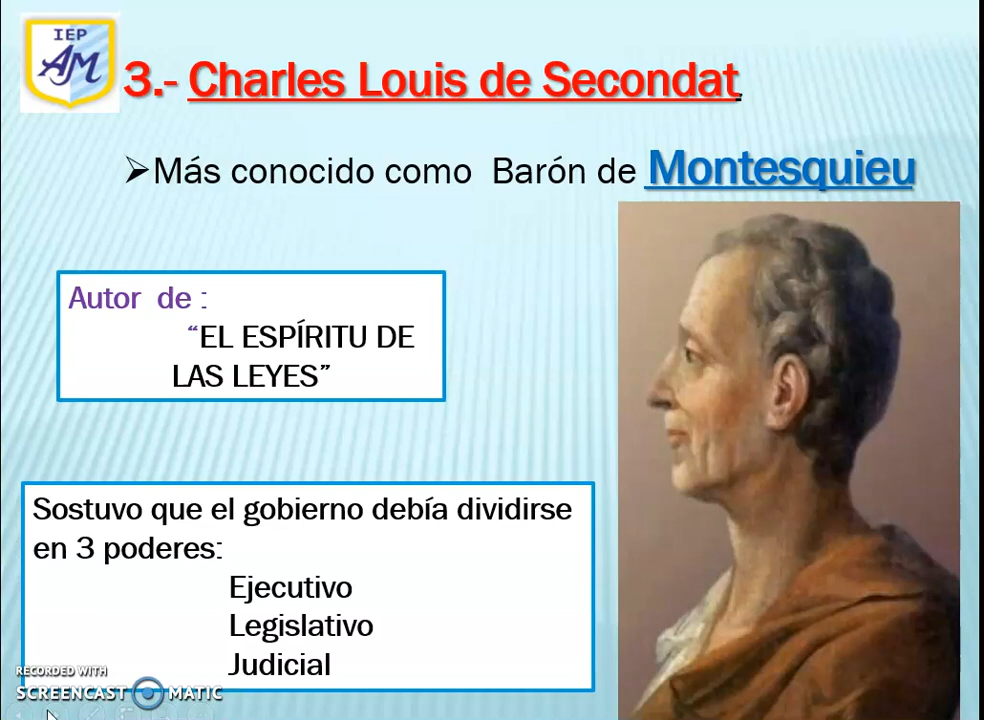 IEP
AM
3.- Charles Louis de Secondat.
➢Más conocido como Barón de Montesquieu
Autor de :
“EL ESPÍRITU DE
LAS LEYES”
Sostuvo que el gobierno debía dividirse
en 3 poderes:
Ejecutivo
Legislativo
Judicial
RECORDED WITH
SCREENCAST MATIC